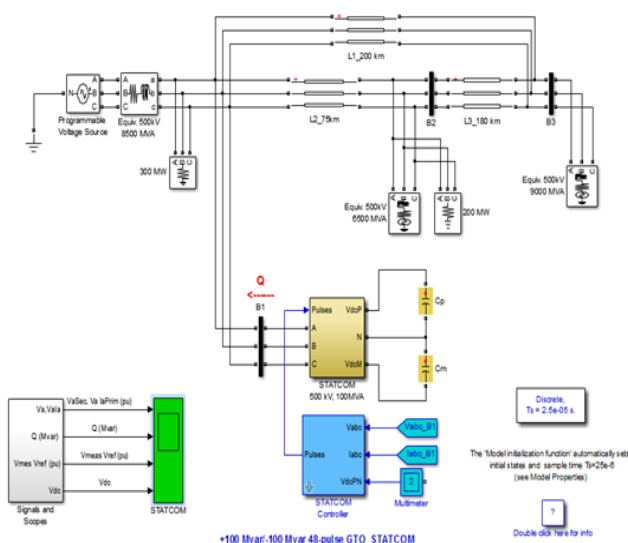 L1_200 km
A
B
C
N
A
B
C
A
B
C
a
b
c
Programmable
Voltage Source
Equiv. 500kV
8500 MVA
L2_75km
B2
L3_180 km
B3
A B C
300 MW
A B C
Equiv. 500kV
6500 MVA
A B C
200 MW
A B C
Equiv. 500kV
9000 MVA
Q
<------
B1
Pulses
A
B
C
VdcP
N
VdcM
STATCOM
500 kV, 100MVA
Cp
Cm
Va,VaIa
Q (Mvar)
Vmes Vref (pu)
Vdc
Signals and
Scopes
VaSec, Va IaPrim (pu)
Q (Mvar)
Vmeas Vref (pu)
Vdc
STATCOM
Pulses
Vabc
Iabc
VdcPN
STATCOM
Controller
Vabc_B1
Iabc_B1
2
Multimeter
Discrete,
Ts = 2.5e-05 s.
The 'Model initialization function' automatically sets
initial states and sample time Ts=25e-6
(see Model Properties)
?
Double click here for info
+100 Mvar/-100 Mvar 48-pulse GTO STATCOM